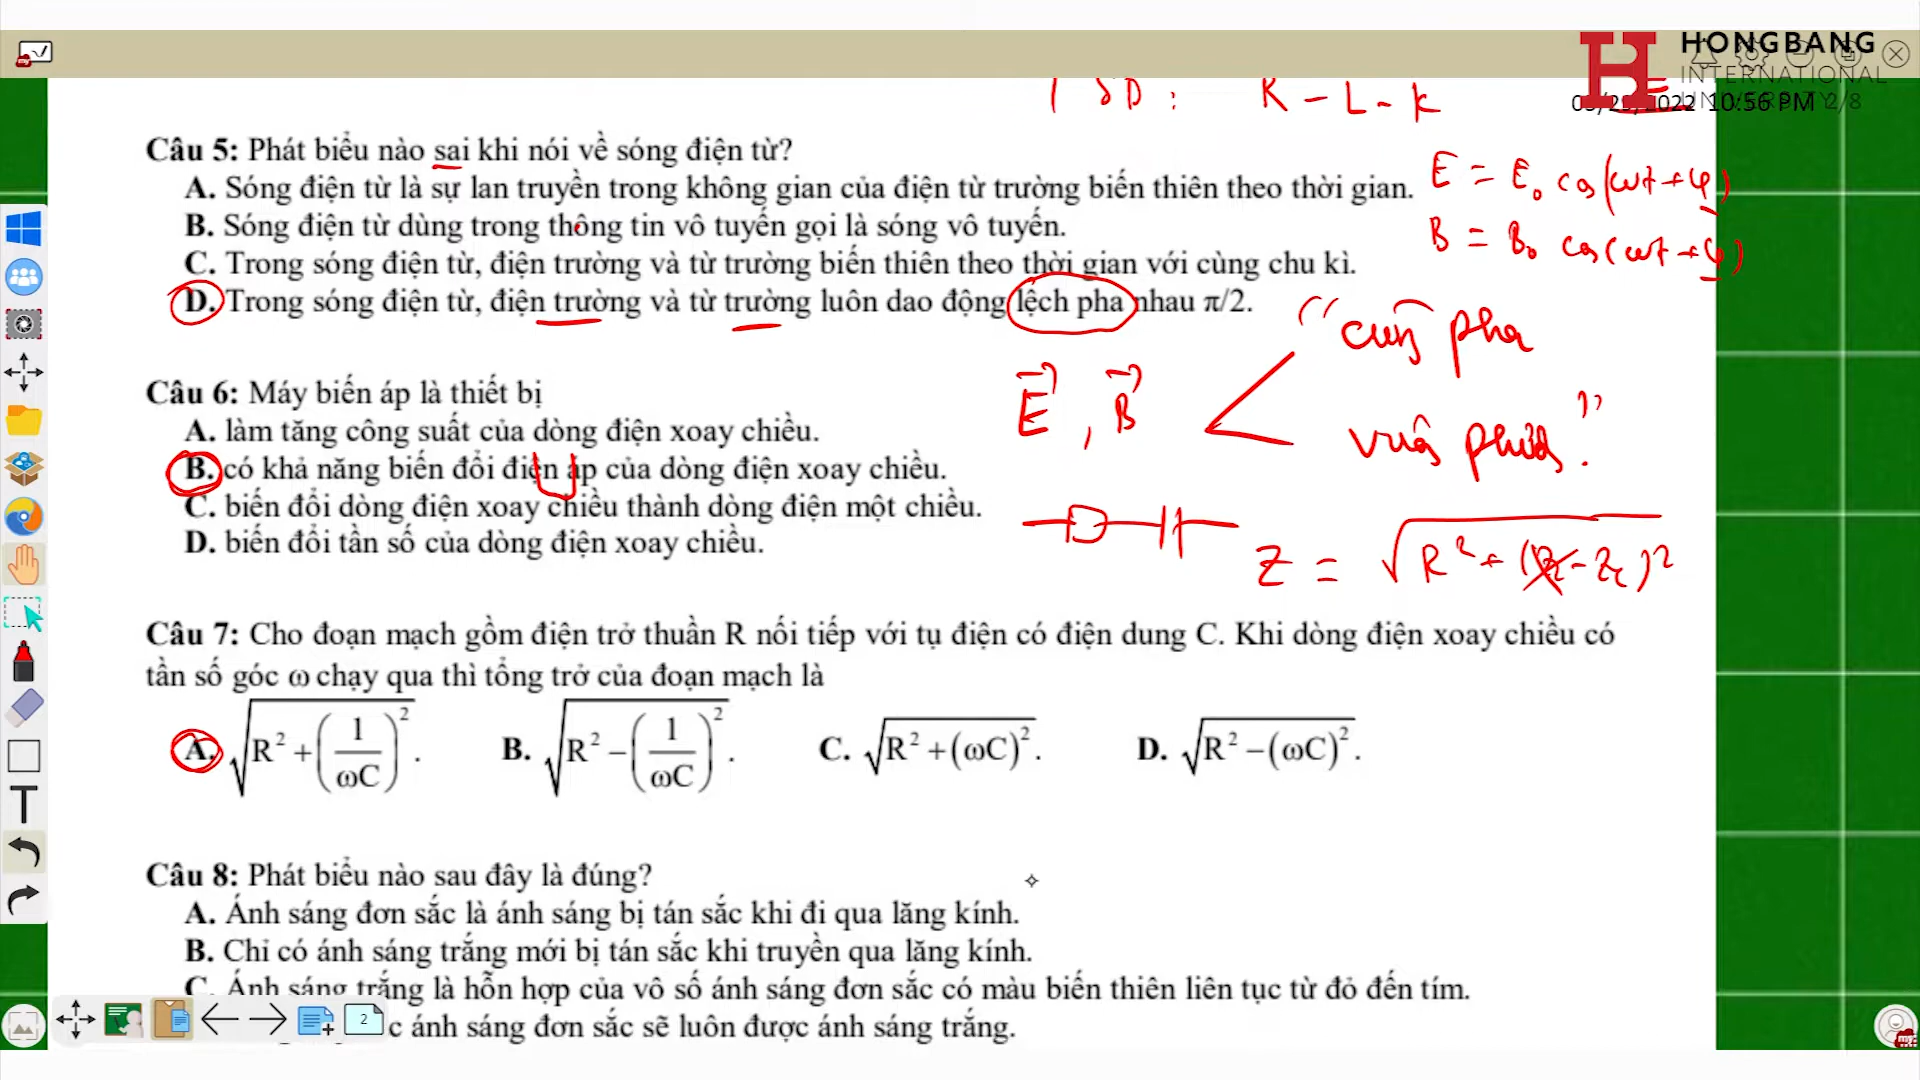 HONGBANG
INTERNATIONAL
UNIVERSITY
2022 10:56 PM 2/8
SD : R - L - K
Câu 5: Phát biểu nào sai khi nói về sóng điện từ?
A. Sóng điện từ là sự lan truyền trong không gian của điện từ trường biến thiên theo thời gian.
B. Sóng điện từ dùng trong thông tin vô tuyến gọi là sóng vô tuyến.
C. Trong sóng điện từ, điện trường và từ trường biến thiên theo thời gian với cùng chu kì.
D. Trong sóng điện từ, điện trường và từ trường luôn dao động lệch pha nhau π/2.
E = E₀ cos(ωt + φ)
B = B₀ cos(ωt + φ)
"cùng pha
E⃗, B⃗
vuông phương"
Câu 6: Máy biến áp là thiết bị
A. làm tăng công suất của dòng điện xoay chiều.
B. có khả năng biến đổi điện áp của dòng điện xoay chiều.
U
C. biến đổi dòng điện xoay chiều thành dòng điện một chiều.
D. biến đổi tần số của dòng điện xoay chiều.
Z = √(R² + (Z_L - Z_C)²)
Câu 7: Cho đoạn mạch gồm điện trở thuần R nối tiếp với tụ điện có điện dung C. Khi dòng điện xoay chiều có
tần số góc ω chạy qua thì tổng trở của đoạn mạch là
A. √(R² + (1/ωC)²). B. √(R² − (1/ωC)²). C. √(R² + (ωC)²). D. √(R² − (ωC)²).
Câu 8: Phát biểu nào sau đây là đúng?
A. Ánh sáng đơn sắc là ánh sáng bị tán sắc khi đi qua lăng kính.
B. Chỉ có ánh sáng trắng mới bị tán sắc khi truyền qua lăng kính.
C. Ánh sáng trắng là hỗn hợp của vô số ánh sáng đơn sắc có màu biến thiên liên tục từ đỏ đến tím.
c ánh sáng đơn sắc sẽ luôn được ánh sáng trắng.
2